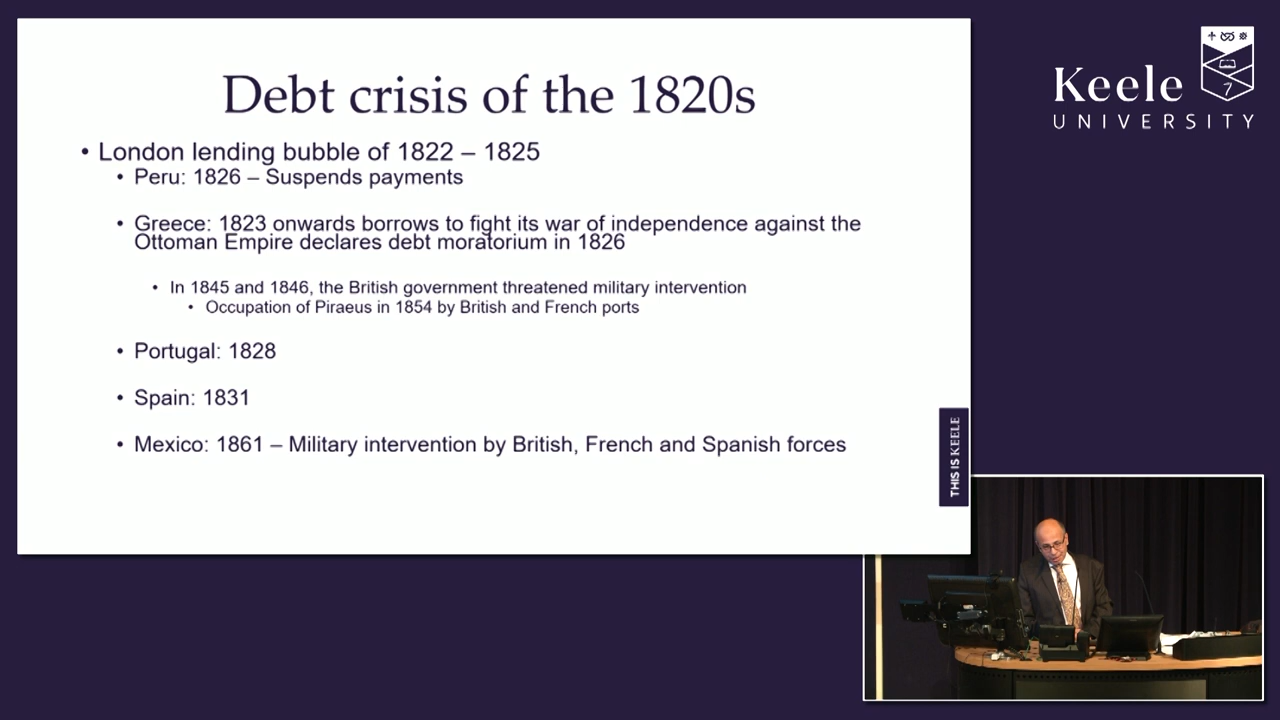 Debt crisis of the 1820s
• London lending bubble of 1822 – 1825
• Peru: 1826 – Suspends payments
• Greece: 1823 onwards borrows to fight its war of independence against the
Ottoman Empire declares debt moratorium in 1826
• In 1845 and 1846, the British government threatened military intervention
• Occupation of Piraeus in 1854 by British and French ports
• Portugal: 1828
• Spain: 1831
• Mexico: 1861 – Military intervention by British, French and Spanish forces
THIS IS KEELE
Keele
UNIVERSITY